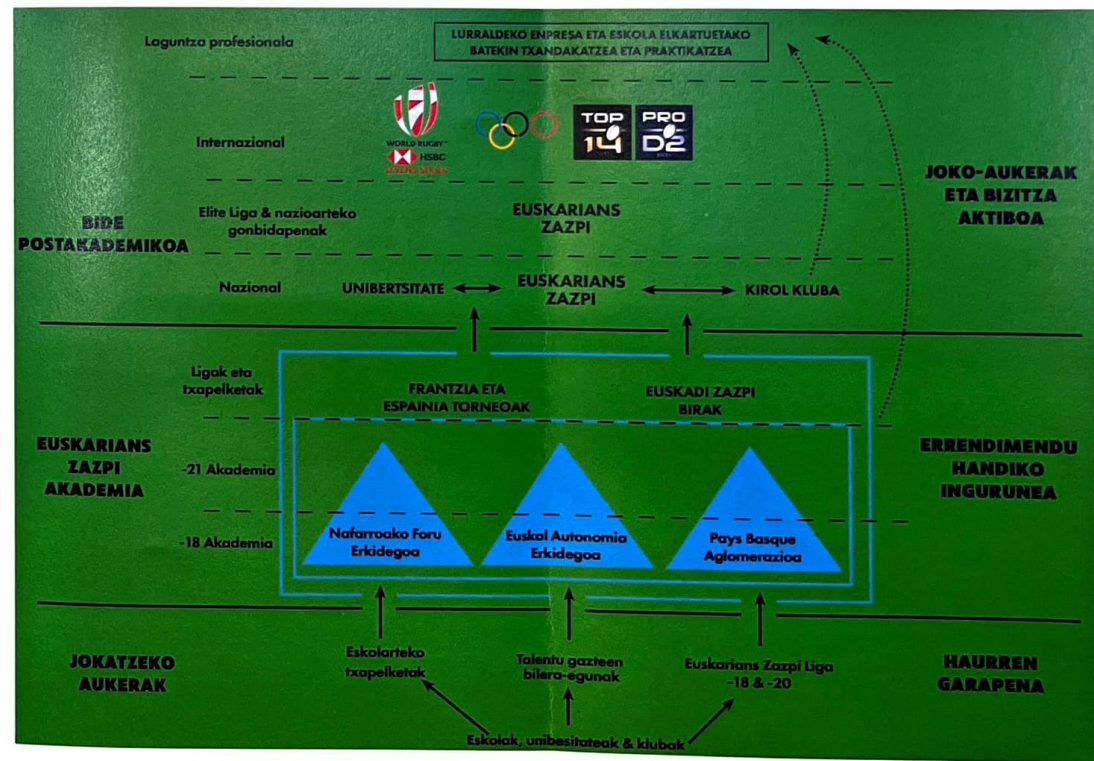 Laguntza profesionala
LURRALDEKO ENPRESA ETA ESKOLA ELKARTUETAKO
BATEKIN TXANDAKATZEA ETA PRAKTIKATZEA
Internazional
WORLD RUGBY
HSBC
SEVENS SERIES
TOP
14
PRO
D2
JOKO-AUKERAK
ETA BIZITZA
AKTIBOA
BIDE
POSTAKADEMIKOA
Elite Liga & nazioarteko
gonbidapenak
EUSKARIANS
ZAZPI
Nazional
UNIBERTSITATE
EUSKARIANS
ZAZPI
KIROL KLUBA
Ligak eta
txapelketak
FRANTZIA ETA
ESPAINIA TORNEOAK
EUSKADI ZAZPI
BIRAK
EUSKARIANS
ZAZPI
AKADEMIA
-21 Akademia
-18 Akademia
Nafarroako Foru
Erkidegoa
Euskal Autonomia
Erkidegoa
Pays Basque
Aglomerazioa
ERRENDIMENDU
HANDIKO
INGURUNEA
JOKATZEKO
AUKERAK
Eskolarteko
txapelketak
Talentu gazteen
bilera-egunak
Euskarians Zazpi Liga
-18 & -20
HAURREN
GARAPENA
Eskolak, unibesitateak & klubak